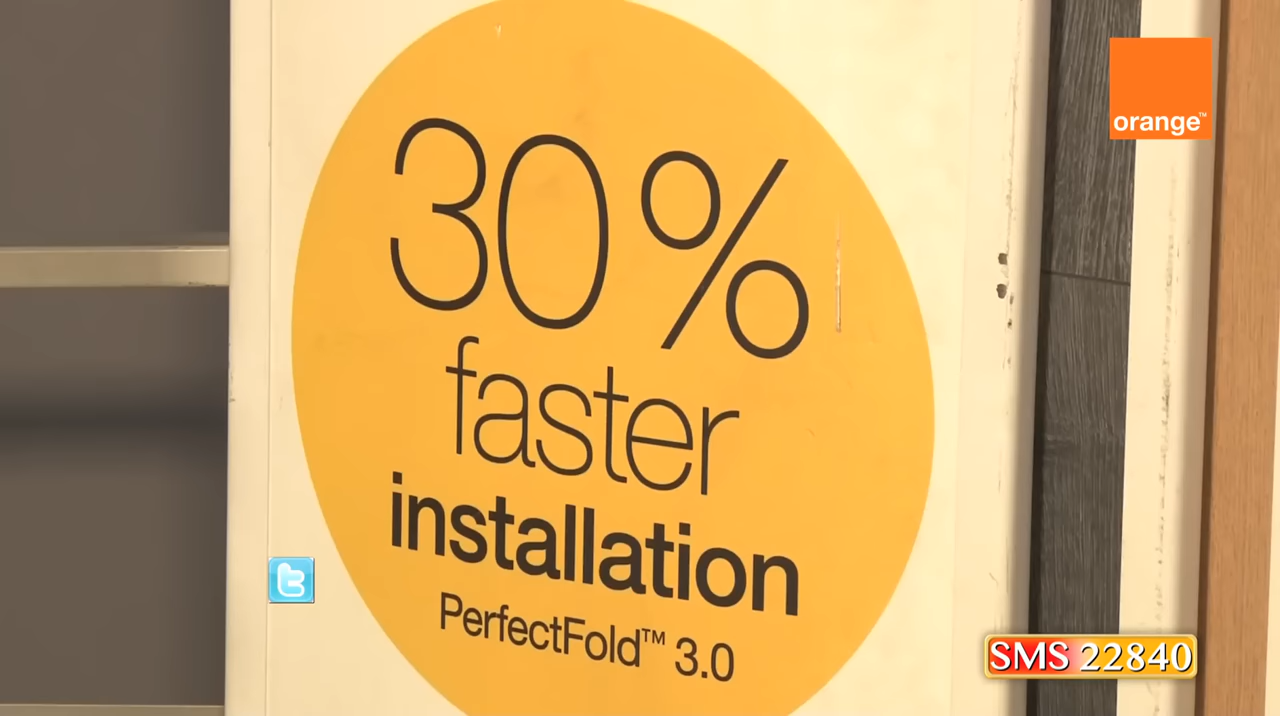 orange™
30%
faster
installation
PerfectFold™ 3.0
SMS 22840